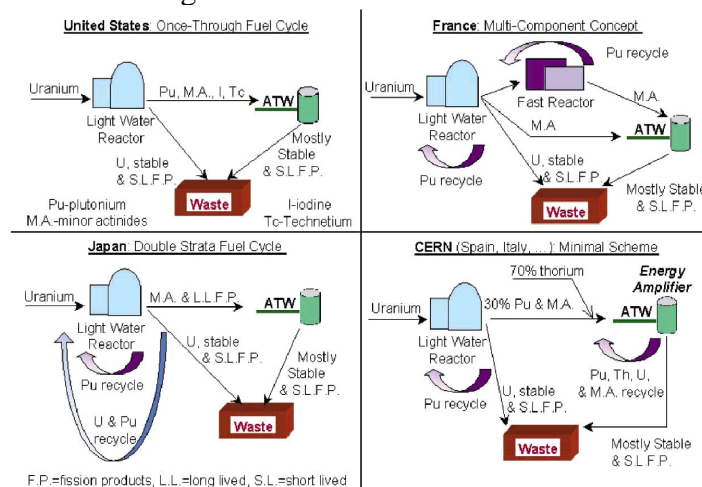 United States: Once-Through Fuel Cycle
Uranium
Pu, M.A., I, Tc
ATW
Light Water
Reactor
U, stable
& S.L.F.P.
Mostly
Stable
& S.L.F.P.
Waste
Pu-plutonium
M.A.-minor actinides
I-iodine
Tc-Technetium
France: Multi-Component Concept
Pu recycle
Uranium
Fast Reactor
M.A.
Light Water
Reactor
M.A
ATW
U, stable
& S.L.F.P.
Pu recycle
Mostly Stable
& S.L.F.P.
Waste
Japan: Double Strata Fuel Cycle
Uranium
M.A. & L.L.F.P.
ATW
Light Water
Reactor
U, stable
& S.L.F.P.
Mostly
Stable
& S.L.F.P.
Pu recycle
U & Pu
recycle
Waste
F.P.=fission products, L.L.=long lived, S.L.=short lived
CERN (Spain, Italy, ...): Minimal Scheme
70% thorium
Energy
Amplifier
Uranium
30% Pu & M.A.
ATW
Light Water
Reactor
Pu, Th, U,
& M.A. recycle
Pu recycle
U, stable
& S.L.F.P.
Mostly Stable
& S.L.F.P.
Waste